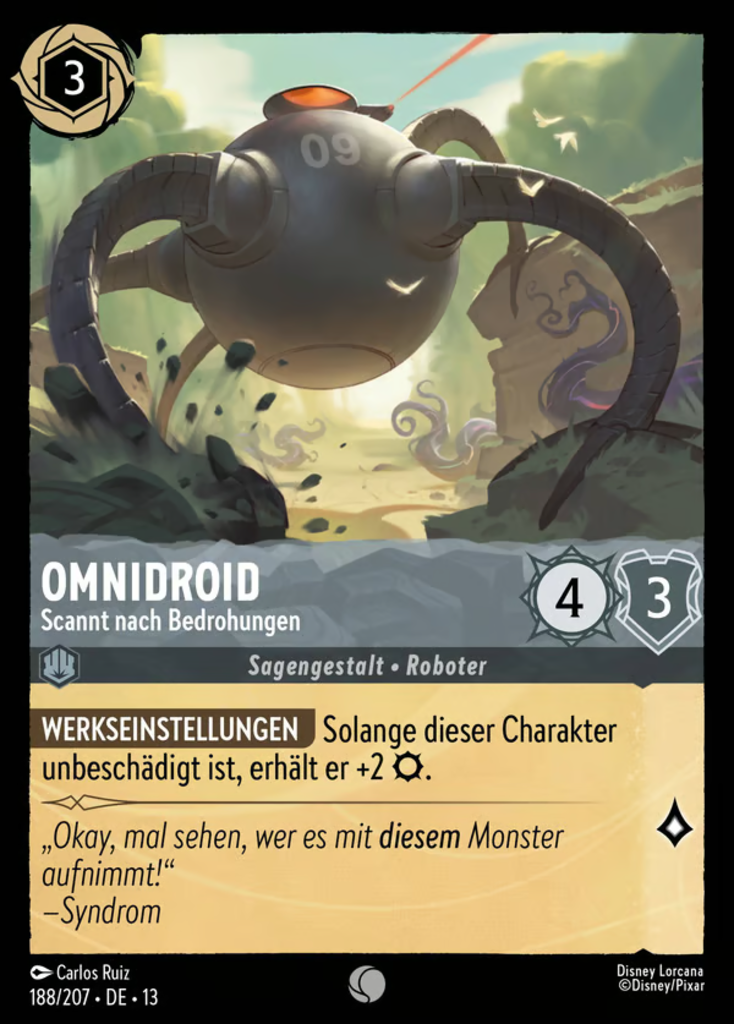 3
09
OMNIDROID
Scannt nach Bedrohungen
4
3
Sagengestalt • Roboter
WERKSEINSTELLUNGEN Solange dieser Charakter
unbeschädigt ist, erhält er +2 .
„Okay, mal sehen, wer es mit diesem Monster
aufnimmt!“
–Syndrom
Carlos Ruiz
188/207 • DE • 13
Disney Lorcana
©Disney/Pixar